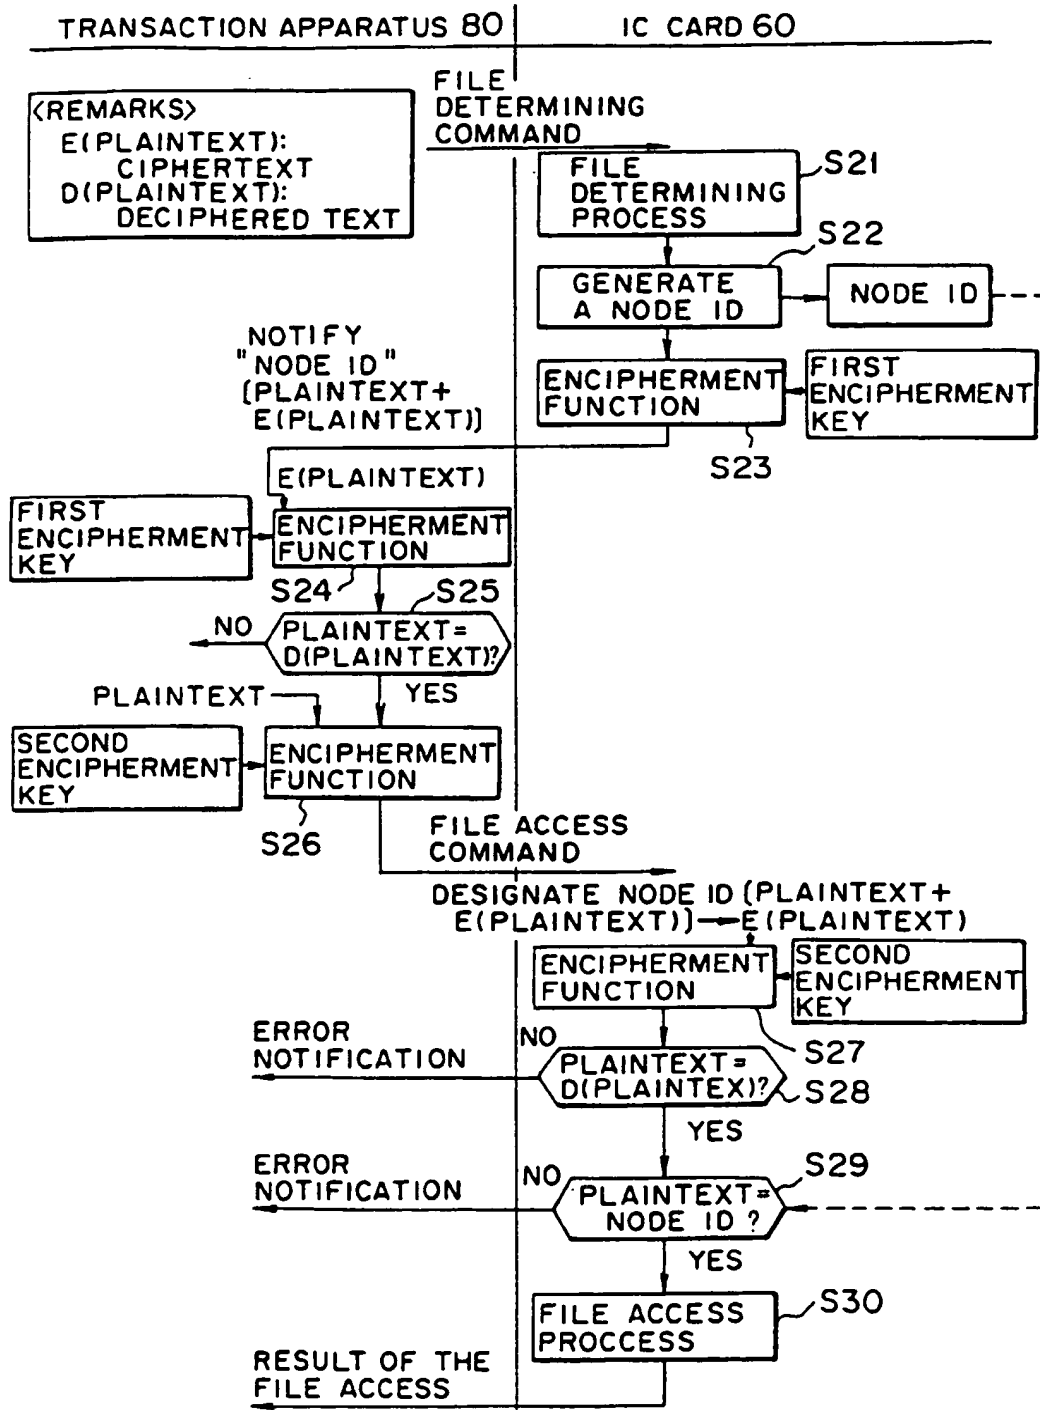 TRANSACTION APPARATUS 80
IC CARD 60
<REMARKS>
E(PLAINTEXT):
CIPHERTEXT
D(PLAINTEXT):
DECIPHERED TEXT
FILE
DETERMINING
COMMAND
FILE
DETERMINING
PROCESS
S21
S22
GENERATE
A NODE ID
NODE ID
NOTIFY
"NODE ID"
[PLAINTEXT+
E(PLAINTEXT)]
ENCIPHERMENT
FUNCTION
FIRST
ENCIPHERMENT
KEY
S23
E(PLAINTEXT)
FIRST
ENCIPHERMENT
KEY
ENCIPHERMENT
FUNCTION
S24
S25
NO
PLAINTEXT=
D(PLAINTEXT)?
YES
PLAINTEXT
SECOND
ENCIPHERMENT
KEY
ENCIPHERMENT
FUNCTION
S26
FILE ACCESS
COMMAND
DESIGNATE NODE ID [PLAINTEXT+
E(PLAINTEXT)]→E(PLAINTEXT)
ENCIPHERMENT
FUNCTION
SECOND
ENCIPHERMENT
KEY
S27
ERROR
NOTIFICATION
NO
PLAINTEXT=
D(PLAINTEX)?
S28
YES
ERROR
NOTIFICATION
NO
S29
PLAINTEXT=
NODE ID ?
YES
S30
FILE ACCESS
PROCCESS
RESULT OF THE
FILE ACCESS